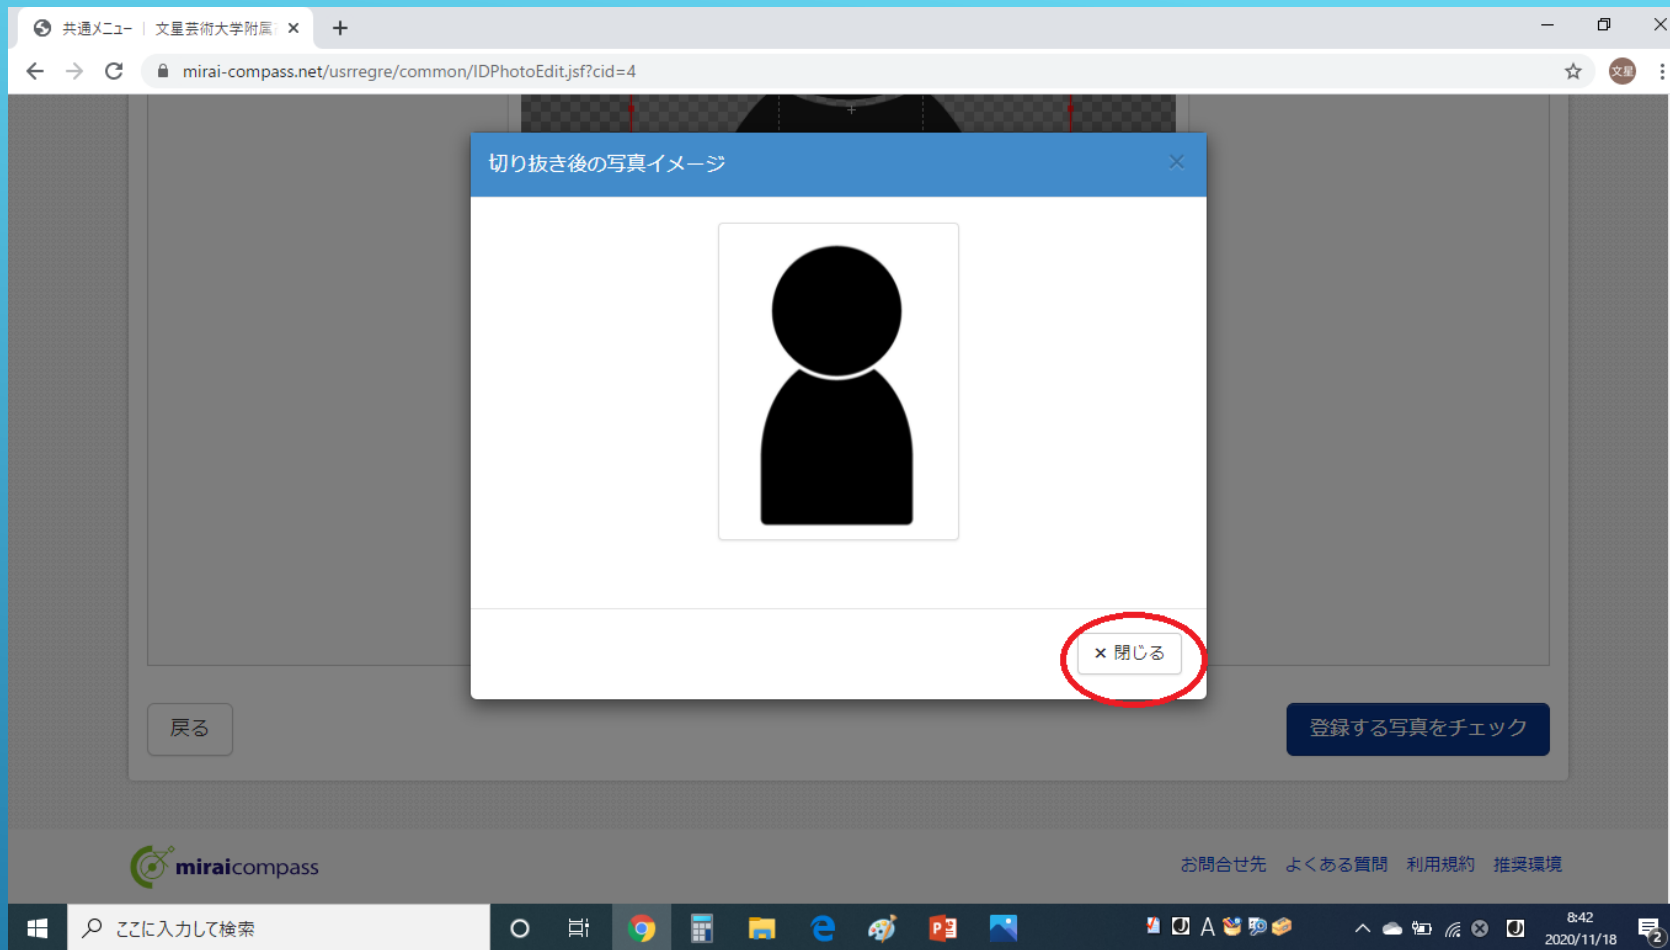 共通メニュー | 文星芸術大学附属
mirai-compass.net/usrregre/common/IDPhotoEdit.jsf?cid=4
文星
切り抜き後の写真イメージ
×
× 閉じる
戻る
登録する写真をチェック
miraicompass
お問合せ先 よくある質問 利用規約 推奨環境
ここに入力して検索
A
8:42
2020/11/18
2